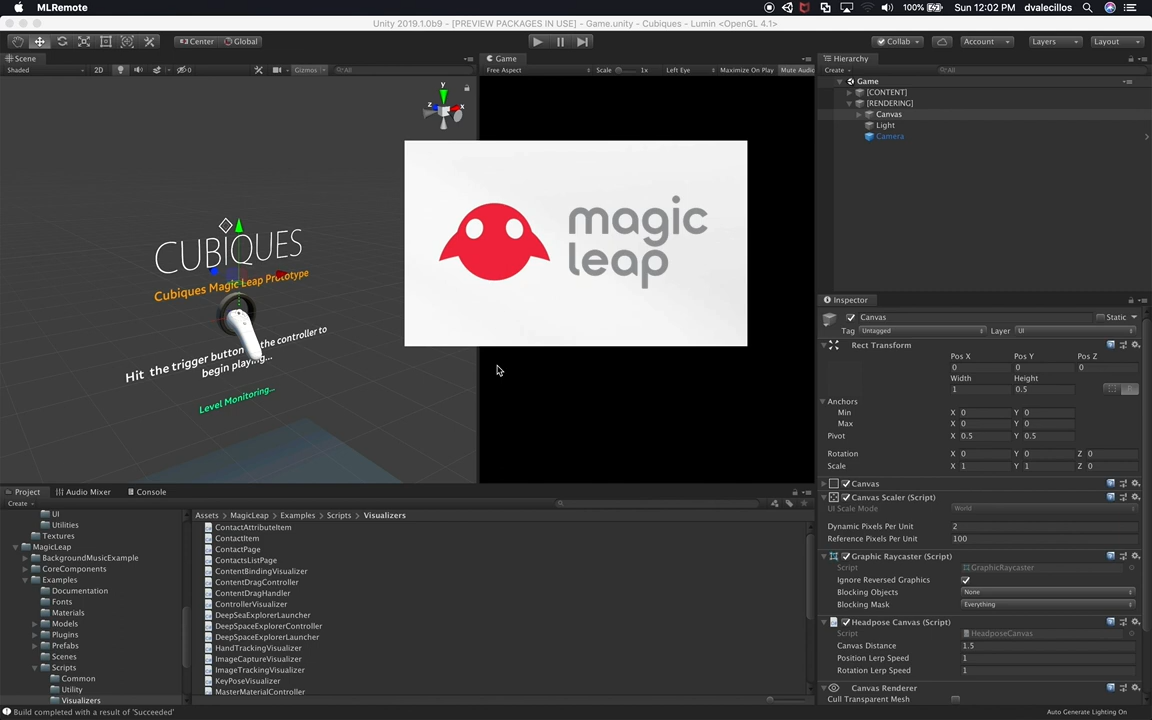 MLRemote
100%
Sun 12:02 PM
dvalecillos
Unity 2019.1.0b9 - [PREVIEW PACKAGES IN USE] - Game.unity - Cubiques - Lumin <OpenGL 4.1>
Center
Global
Collab
Account
Layers
Layout
Scene
Shaded
2D
0
Gizmos
All
CUBIQUES
Cubiques Magic Leap Prototype
Hit the trigger button the controller to
begin playing...
Level Monitoring...
Game
Free Aspect
Scale
1x
Left Eye
Maximize On Play
Mute Audio
magic
leap
Hierarchy
Create
All
Game
[CONTENT]
[RENDERING]
Canvas
Light
Camera
Inspector
Canvas
Static
Tag
Untagged
Layer
UI
Rect Transform
Pos X
Pos Y
Pos Z
0
0
0
Width
Height
1
0.5
Anchors
Min
X 0
Y 0
Max
X 0
Y 0
Pivot
X 0.5
Y 0.5
Rotation
X 0
Y 0
Z 0
Scale
X 1
Y 1
Z 0
Canvas
Canvas Scaler (Script)
UI Scale Mode
World
Dynamic Pixels Per Unit
2
Reference Pixels Per Unit
100
Graphic Raycaster (Script)
Script
GraphicRaycaster
Ignore Reversed Graphics
Blocking Objects
None
Blocking Mask
Everything
Headpose Canvas (Script)
Script
HeadposeCanvas
Canvas Distance
1.5
Position Lerp Speed
1
Rotation Lerp Speed
1
Canvas Renderer
Cull Transparent Mesh
Auto Generate Lighting On
Project
Audio Mixer
Console
Create
UI
Utilities
Textures
MagicLeap
BackgroundMusicExample
CoreComponents
Examples
Documentation
Fonts
Materials
Models
Plugins
Prefabs
Scenes
Scripts
Common
Utility
Visualizers
Assets
MagicLeap
Examples
Scripts
Visualizers
ContactAttributeItem
ContactItem
ContactPage
ContactsListPage
ContentBindingVisualizer
ContentDragController
ContentDragHandler
ControllerVisualizer
DeepSeaExplorerLauncher
DeepSpaceExplorerController
DeepSpaceExplorerLauncher
HandTrackingVisualizer
ImageCaptureVisualizer
ImageTrackingVisualizer
KeyPoseVisualizer
MasterMaterialController
Build completed with a result of 'Succeeded'